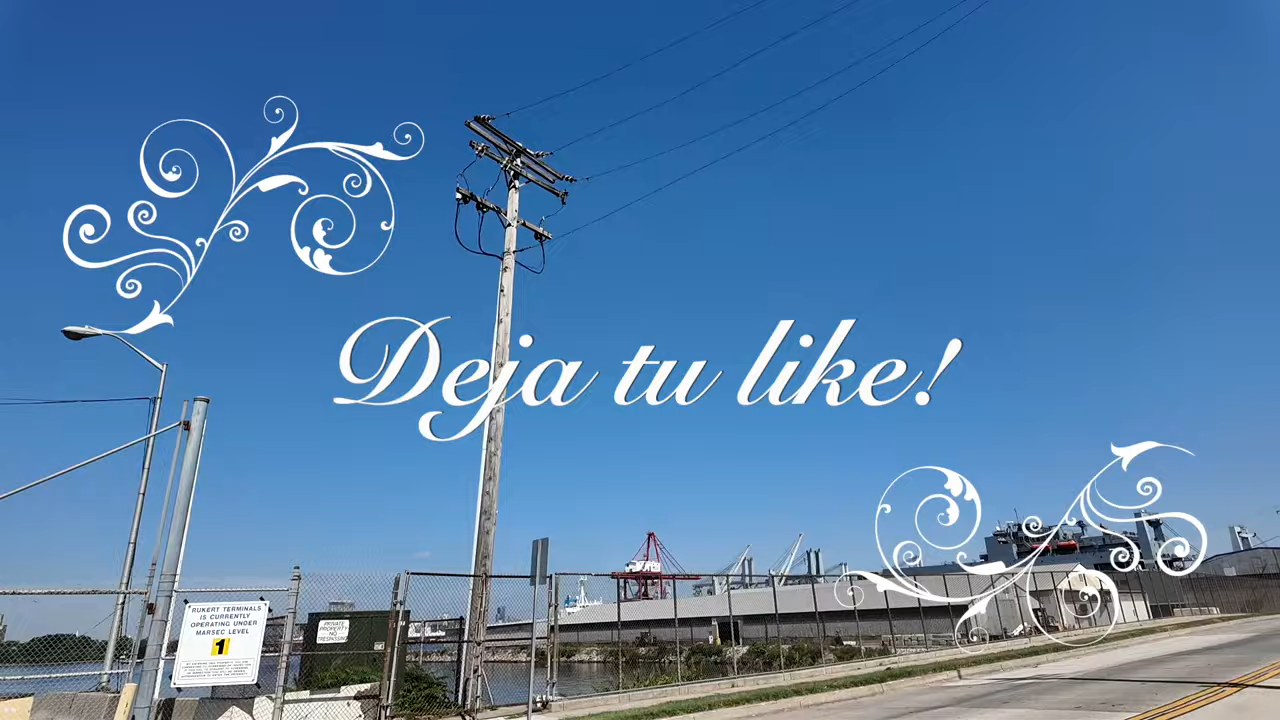 Deja tu like!
RUKERT TERMINALS
IS CURRENTLY
OPERATING UNDER
MARSEC LEVEL
1
PRIVATE
PROPERTY
NO
TRESPASSING